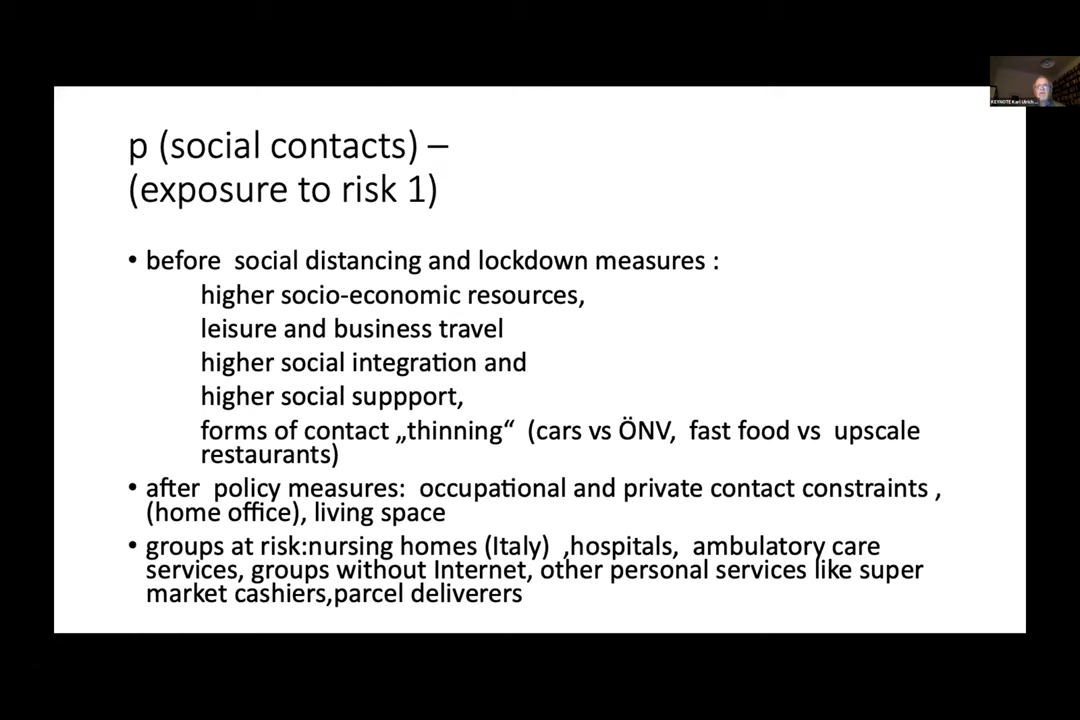 p (social contacts) –
(exposure to risk 1)
• before social distancing and lockdown measures :
higher socio-economic resources,
leisure and business travel
higher social integration and
higher social suppport,
forms of contact „thinning“ (cars vs ÖNV, fast food vs upscale
restaurants)
• after policy measures: occupational and private contact constraints ,
(home office), living space
• groups at risk:nursing homes (Italy) ,hospitals, ambulatory care
services, groups without Internet, other personal services like super
market cashiers,parcel deliverers
KEYNOTE Karl Ulrich ...